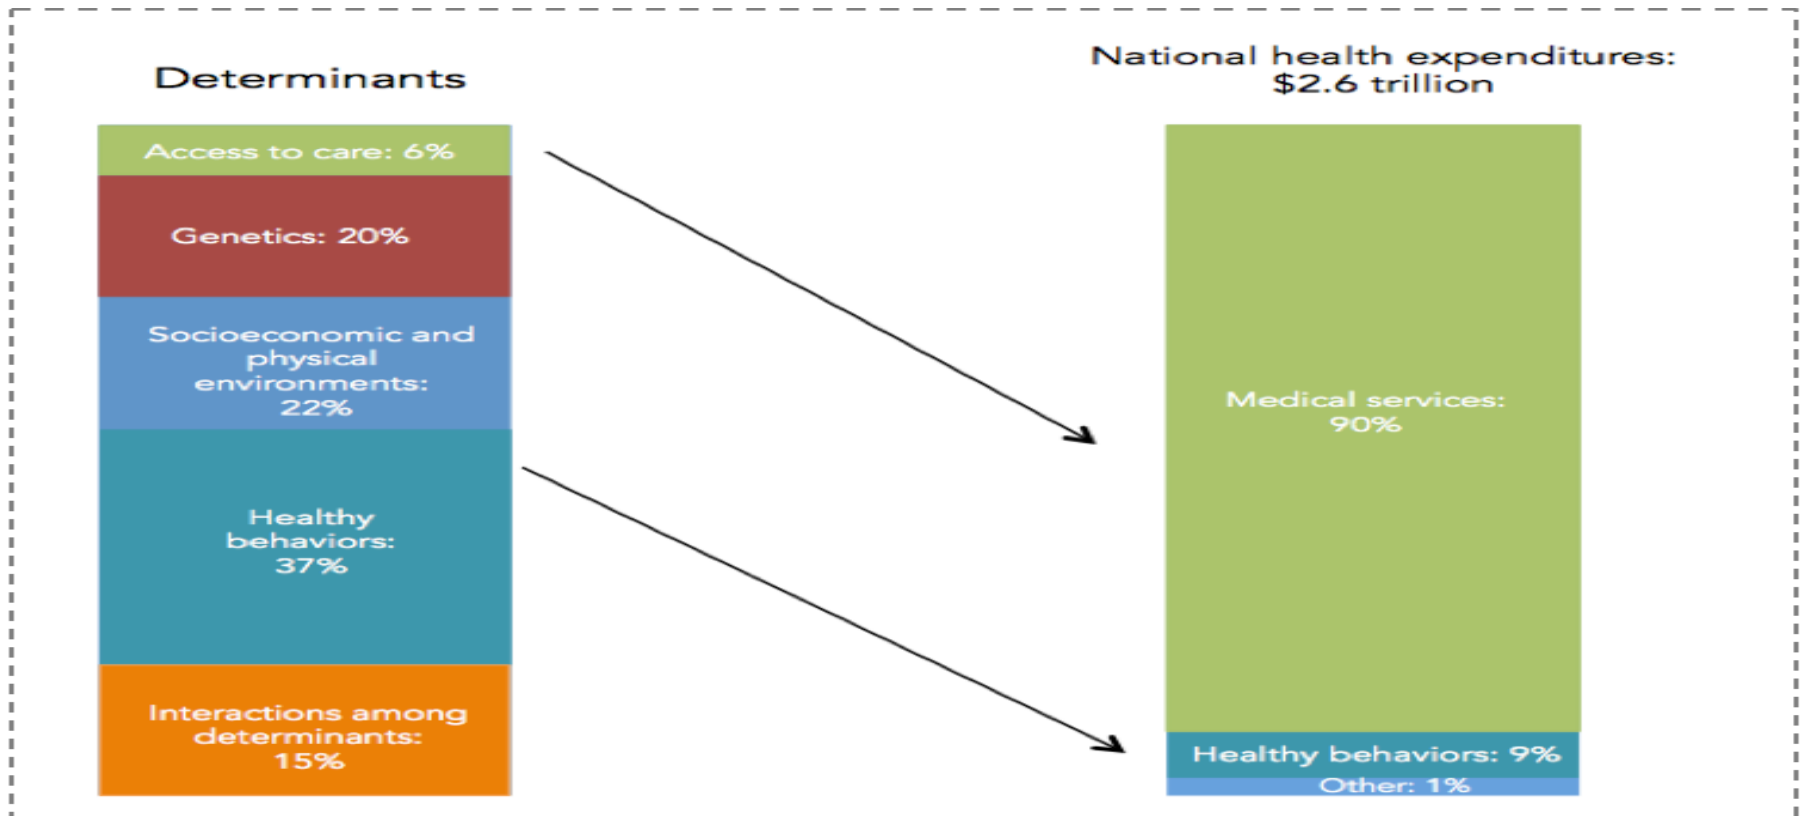 Determinants
Access to care: 6%
Genetics: 20%
Socioeconomic and
physical
environments:
22%
Healthy
behaviors:
37%
Interactions among
determinants:
15%
National health expenditures:
$2.6 trillion
Medical services:
90%
Healthy behaviors: 9%
Other: 1%